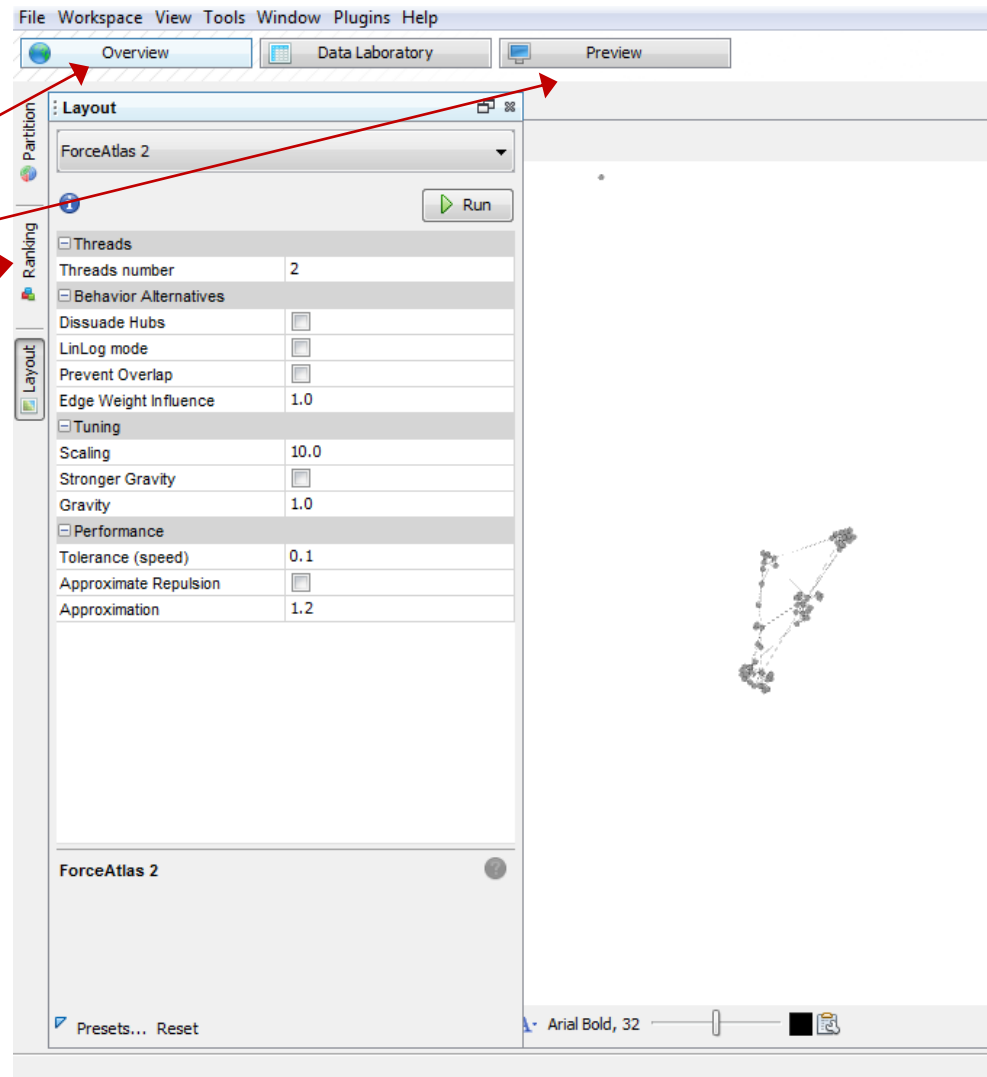 File Workspace View Tools Window Plugins Help
Overview Data Laboratory Preview
Partition
Ranking
Layout
Layout
ForceAtlas 2
Run
Threads
Threads number 2
Behavior Alternatives
Dissuade Hubs
LinLog mode
Prevent Overlap
Edge Weight Influence 1.0
Tuning
Scaling 10.0
Stronger Gravity
Gravity 1.0
Performance
Tolerance (speed) 0.1
Approximate Repulsion
Approximation 1.2
ForceAtlas 2
Presets... Reset
Arial Bold, 32